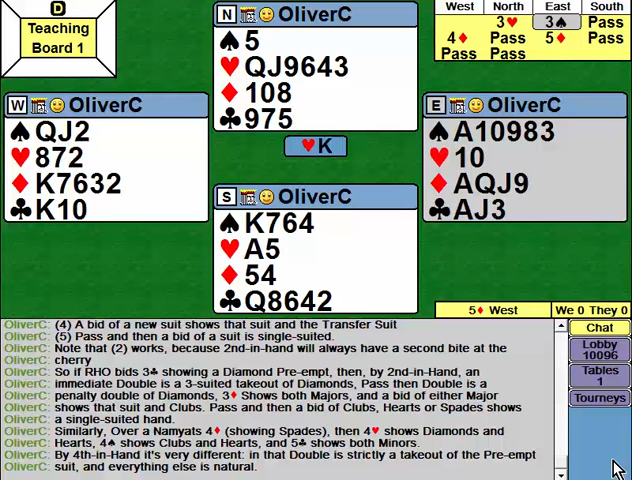 D
Teaching
Board 1
N OliverC
♠5
♥QJ9643
♦108
♣975
West North East South
3♥ 3♠ Pass
4♦ Pass 5♦ Pass
Pass Pass
W OliverC
♠QJ2
♥872
♦K7632
♣K10
♥K
E OliverC
♠A10983
♥10
♦AQJ9
♣AJ3
S OliverC
♠K764
♥A5
♦54
♣Q8642
5♦ West We 0 They 0
OliverC: (4) A bid of a new suit shows that suit and the Transfer Suit
OliverC: (5) Pass and then a bid of a suit is single-suited.
OliverC: Note that (2) works, because 2nd-in-hand will always have a second bite at the
cherry
OliverC: So if RHO bids 3♣ showing a Diamond Pre-empt, then, by 2nd-in-Hand, an
immediate Double is a 3-suited takeout of Diamonds, Pass then Double is a
penalty double of Diamonds, 3♦ Shows both Majors, and a bid of either Major
shows that suit and Clubs. Pass and then a bid of Clubs, Hearts or Spades shows
a single-suited hand.
OliverC: Similarly, Over a Namyats 4♦ (showing Spades), then 4♥ shows Diamonds and
Hearts, 4♠ shows Clubs and Hearts, and 5♣ shows both Minors.
OliverC: By 4th-in-Hand it's very different: in that Double is strictly a takeout of the Pre-empt
suit, and everything else is natural.
Chat
Lobby
10096
Tables
1
Tourneys